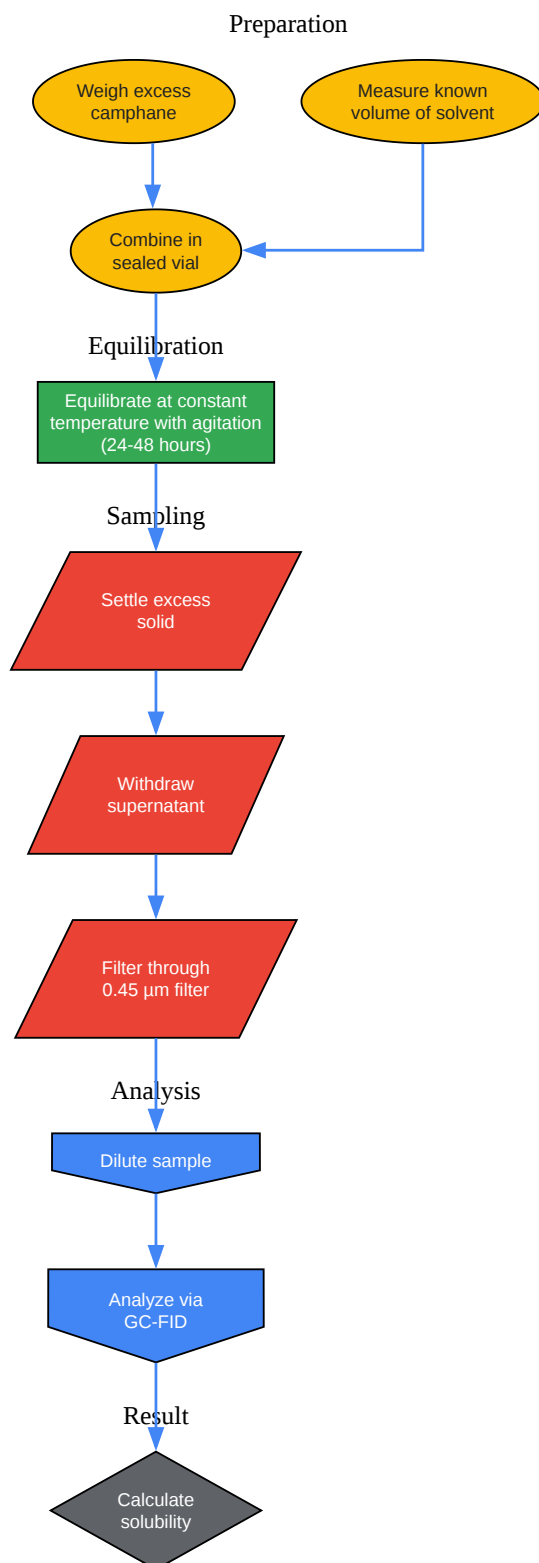 Preparation
Weigh excess
camphane
Measure known
volume of solvent
Combine in
sealed vial
Equilibration
Equilibrate at constant
temperature with agitation
(24-48 hours)
Sampling
Settle excess
solid
Withdraw
supernatant
Filter through
0.45 µm filter
Analysis
Dilute sample
Analyze via
GC-FID
Result
Calculate
solubility